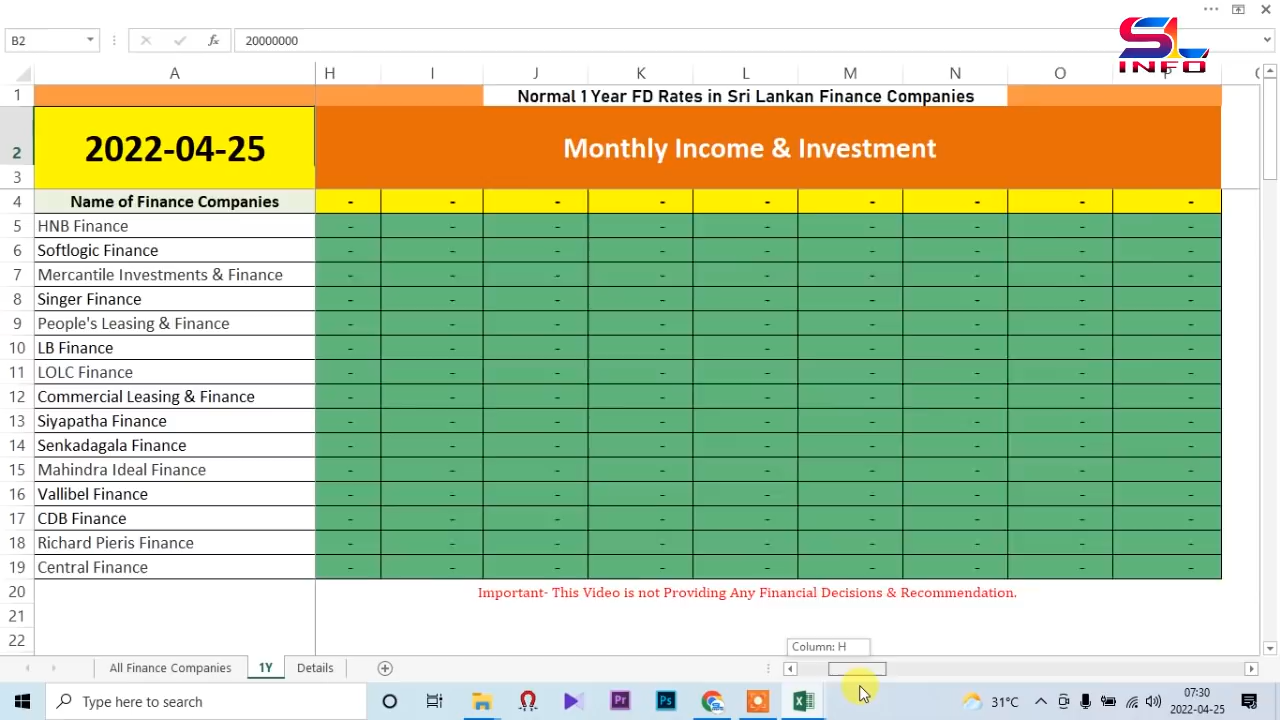 B2
fx
20000000
SL
INFO
A H I J K L M N O P
1 Normal 1 Year FD Rates in Sri Lankan Finance Companies
2 2022-04-25 Monthly Income & Investment
3
4 Name of Finance Companies - - - - - - - - -
5 HNB Finance - - - - - - - - -
6 Softlogic Finance - - - - - - - - -
7 Mercantile Investments & Finance - - - - - - - - -
8 Singer Finance - - - - - - - - -
9 People's Leasing & Finance - - - - - - - - -
10 LB Finance - - - - - - - - -
11 LOLC Finance - - - - - - - - -
12 Commercial Leasing & Finance - - - - - - - - -
13 Siyapatha Finance - - - - - - - - -
14 Senkadagala Finance - - - - - - - - -
15 Mahindra Ideal Finance - - - - - - - - -
16 Vallibel Finance - - - - - - - - -
17 CDB Finance - - - - - - - - -
18 Richard Pieris Finance - - - - - - - - -
19 Central Finance - - - - - - - - -
20 Important- This Video is not Providing Any Financial Decisions & Recommendation.
21
22
Column: H
All Finance Companies 1Y Details
Type here to search
Pr
Ps
31°C
07:30
2022-04-25